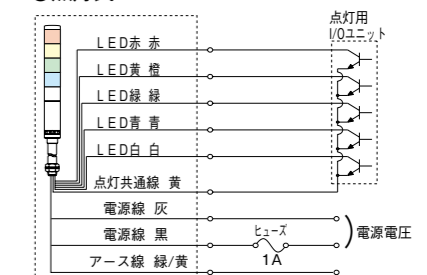 点灯用
I/Oユニット
LED赤 赤
LED黄 橙
LED緑 緑
LED青 青
LED白 白
点灯共通線 黄
電源線 灰
電源線 黒
ヒューズ
1A
電源電圧
アース線 緑/黄